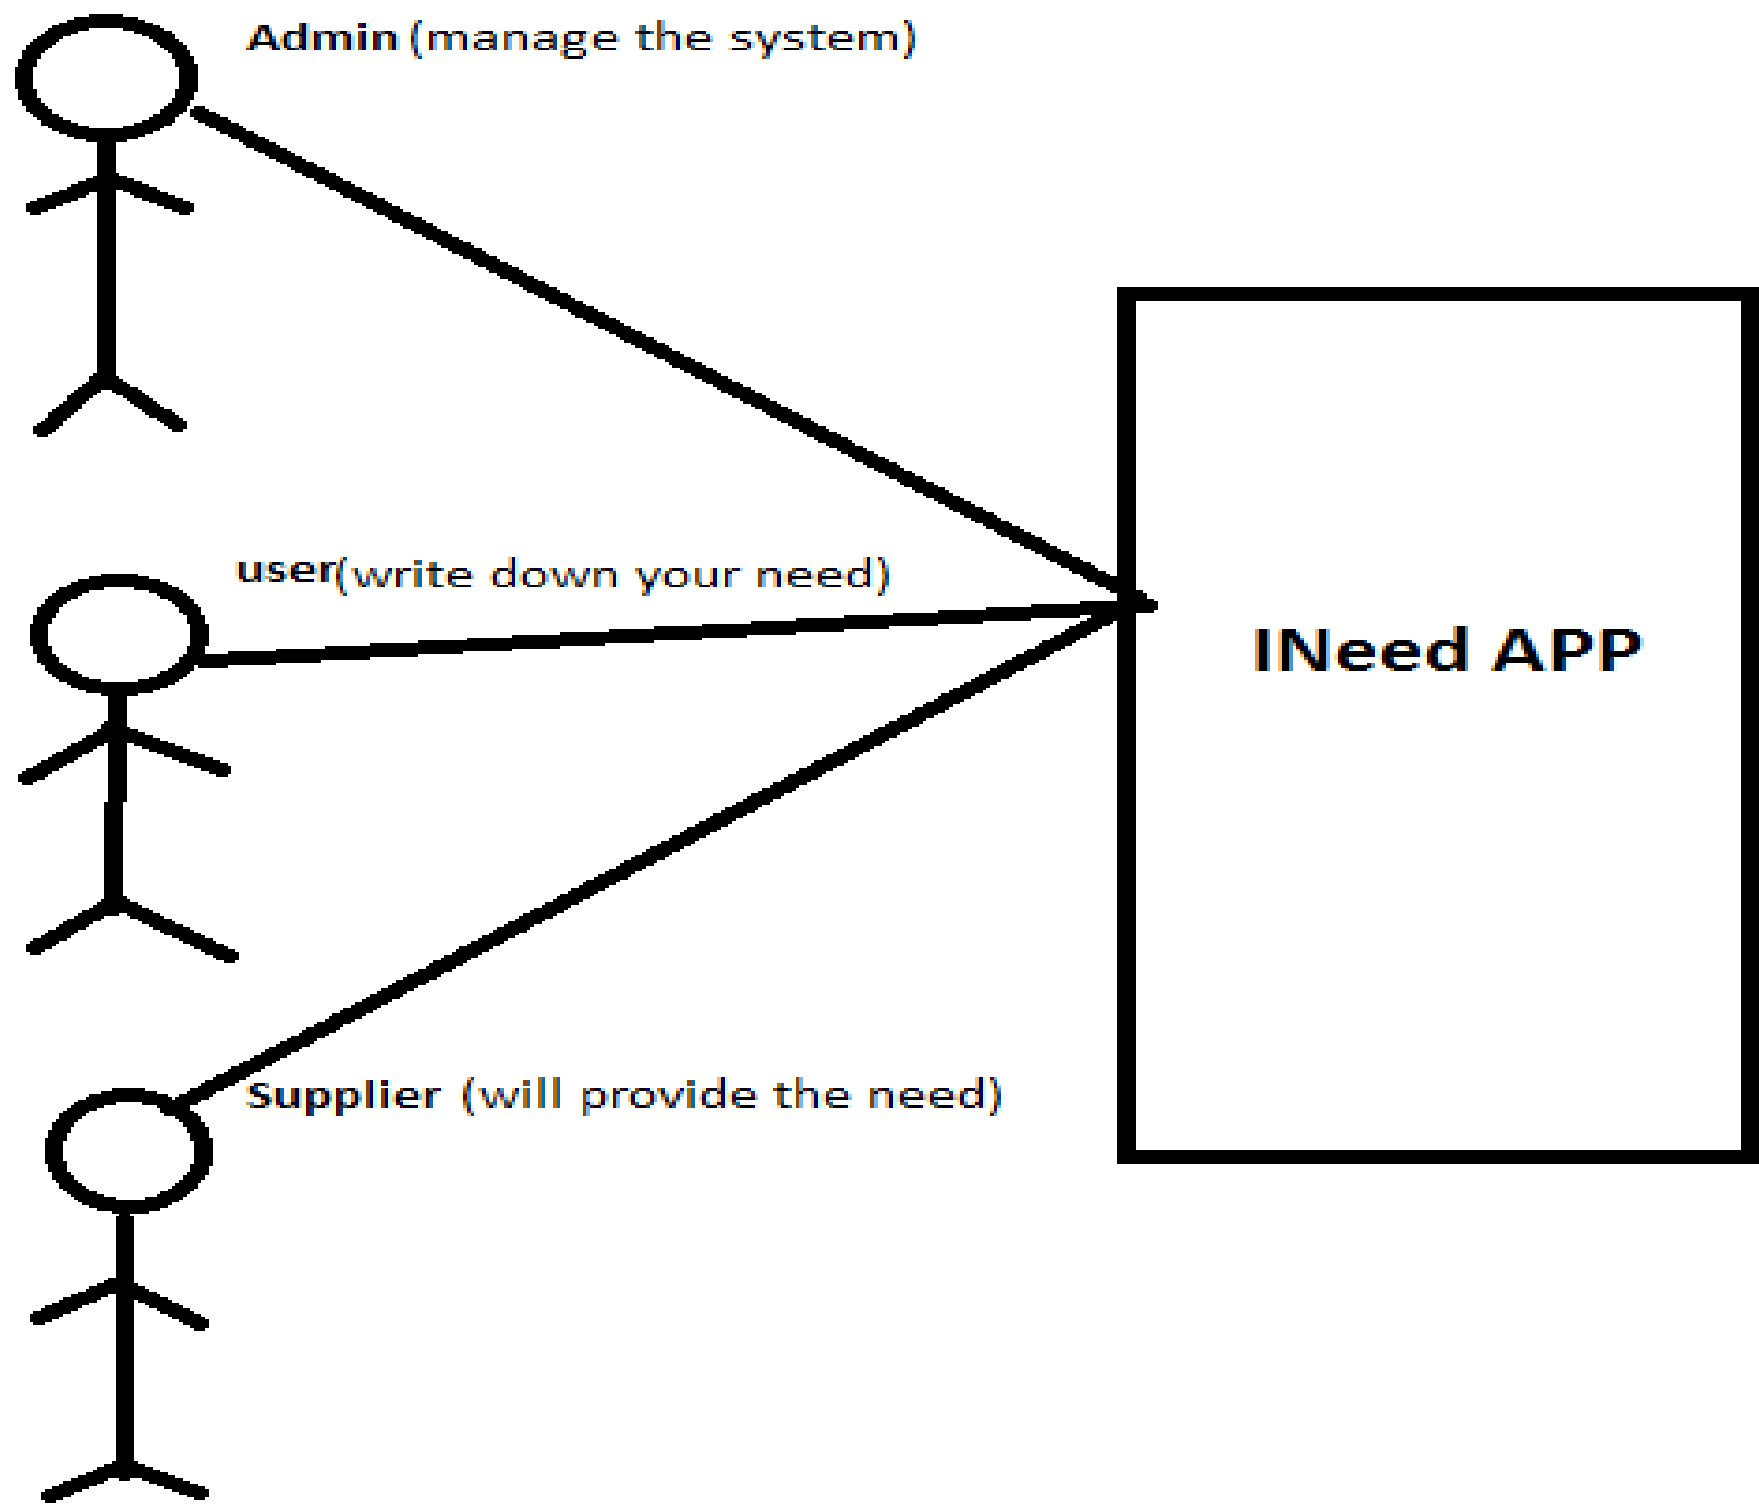 Admin (manage the system)
user(write down your need)
INeed APP
Supplier (will provide the need)